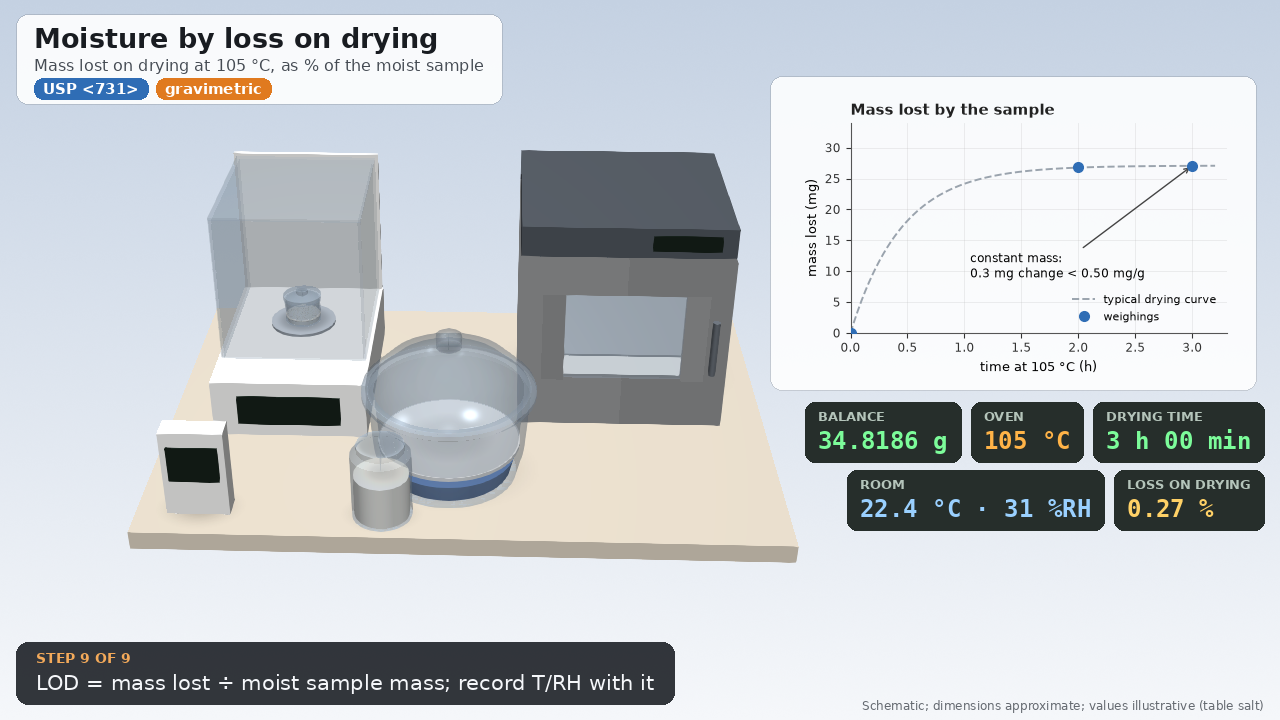 Moisture by loss on drying
Mass lost on drying at 105 °C, as % of the moist sample
USP <731> gravimetric
Mass lost by the sample
mass lost (mg)
30
25
20
15
10
5
0
constant mass:
0.3 mg change < 0.50 mg/g
typical drying curve
weighings
0.0 0.5 1.0 1.5 2.0 2.5 3.0
time at 105 °C (h)
BALANCE
34.8186 g
OVEN
105 °C
DRYING TIME
3 h 00 min
ROOM
22.4 °C · 31 %RH
LOSS ON DRYING
0.27 %
STEP 9 OF 9
LOD = mass lost ÷ moist sample mass; record T/RH with it
Schematic; dimensions approximate; values illustrative (table salt)